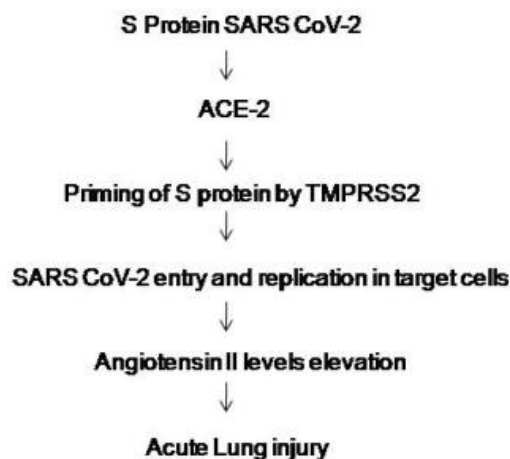 S Protein SARS CoV-2
ACE-2
Priming of S protein by TMPRSS2
SARS CoV-2 entry and replication in target cells
Angiotensin II levels elevation
Acute Lung injury